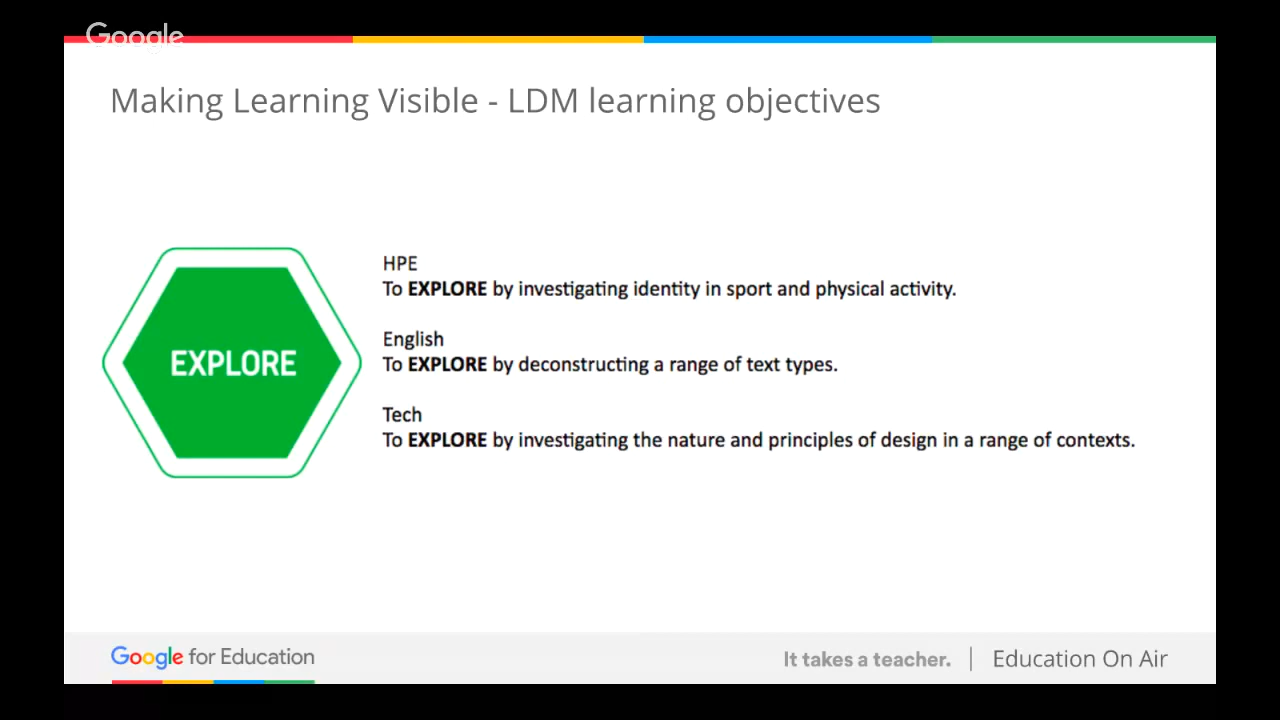 Google
Making Learning Visible - LDM learning objectives
EXPLORE
HPE
To EXPLORE by investigating identity in sport and physical activity.
English
To EXPLORE by deconstructing a range of text types.
Tech
To EXPLORE by investigating the nature and principles of design in a range of contexts.
Google for Education
It takes a teacher. | Education On Air